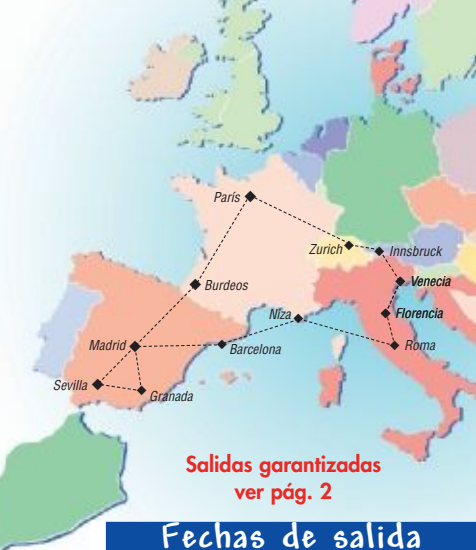 París
Zurich
Innsbruck
Venecia
Burdeos
Niza
Florencia
Madrid
Barcelona
Roma
Sevilla
Granada
Salidas garantizadas
ver pág. 2
Fechas de salida